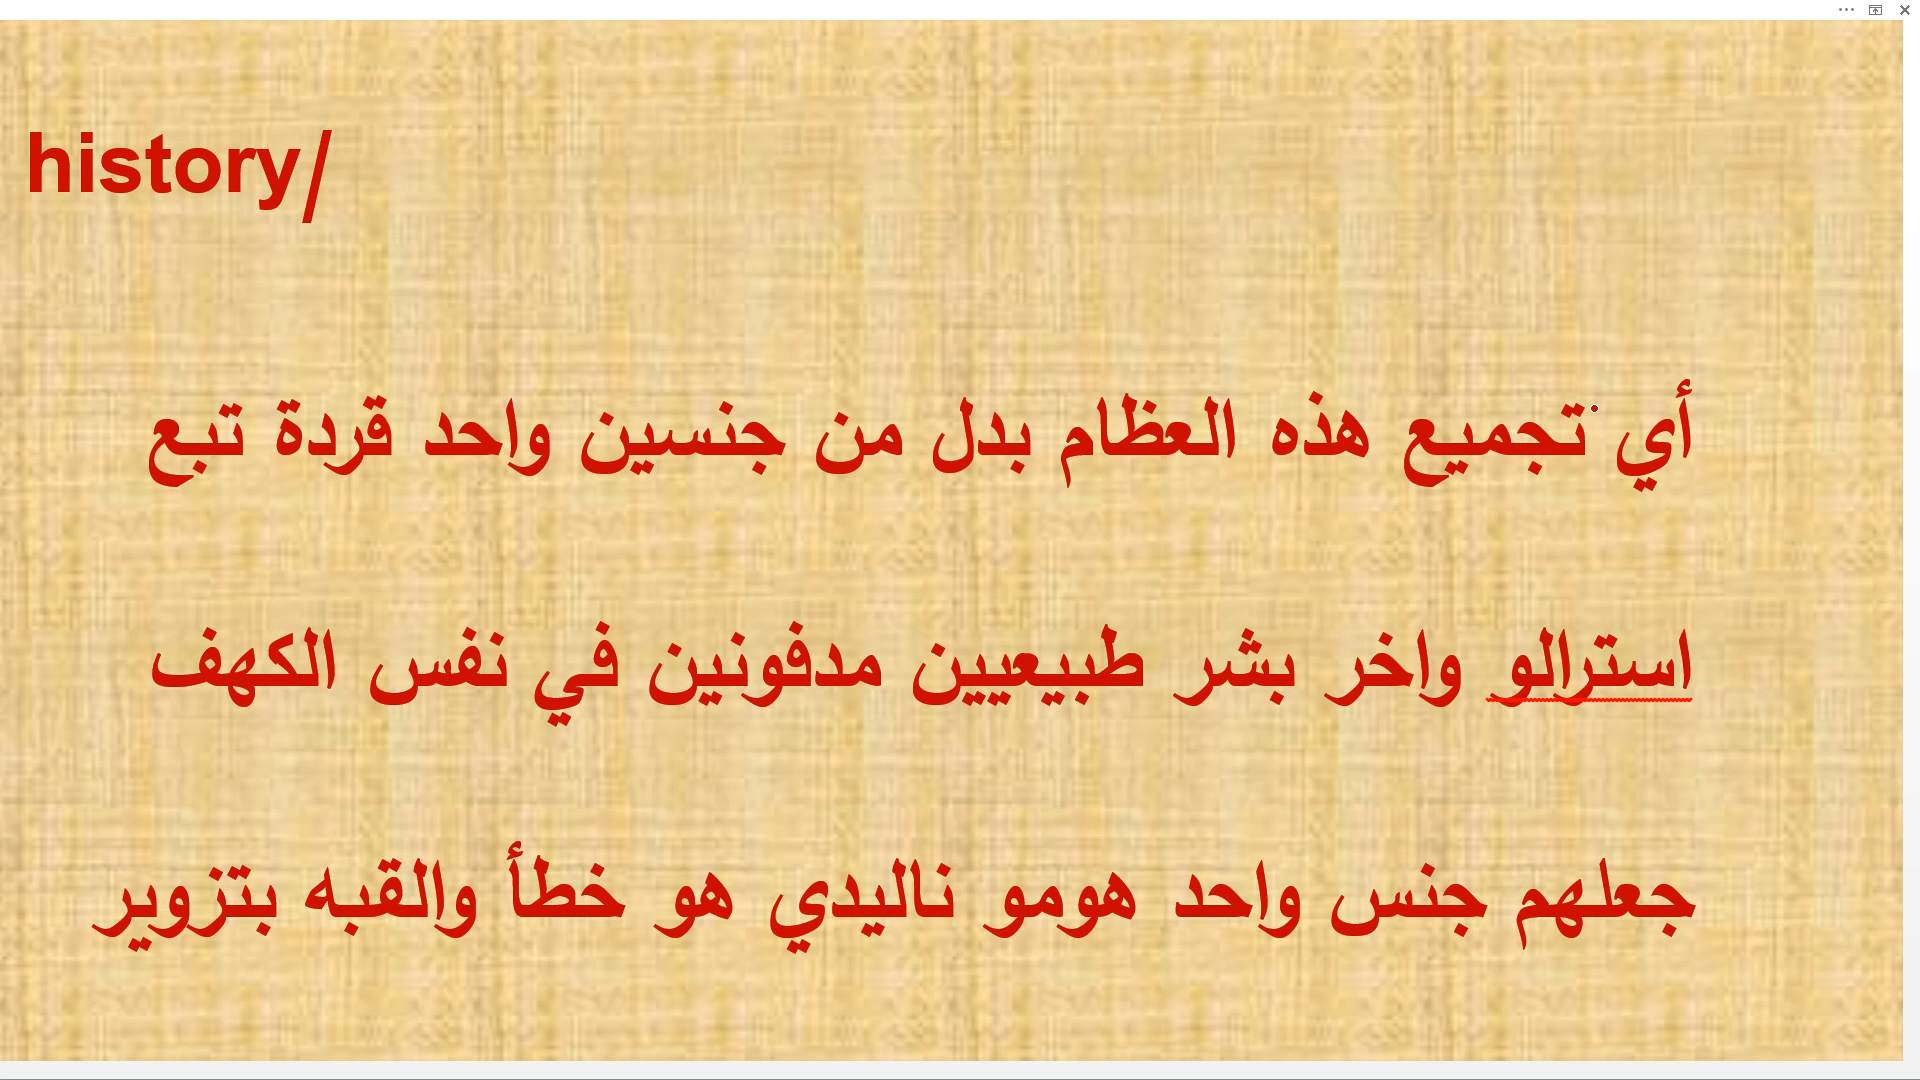 history/
أي تجميع هذه العظام بدل من جنسين واحد قردة تبع
استرالو واخر بشر طبيعيين مدفونين في نفس الكهف
جعلهم جنس واحد هومو ناليدي هو خطأ والقبه بتزوير